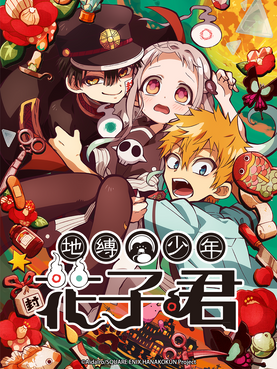 地縛少年
花子君
封
©AidaIro/SQUARE ENIX,HANAKOKUN Project